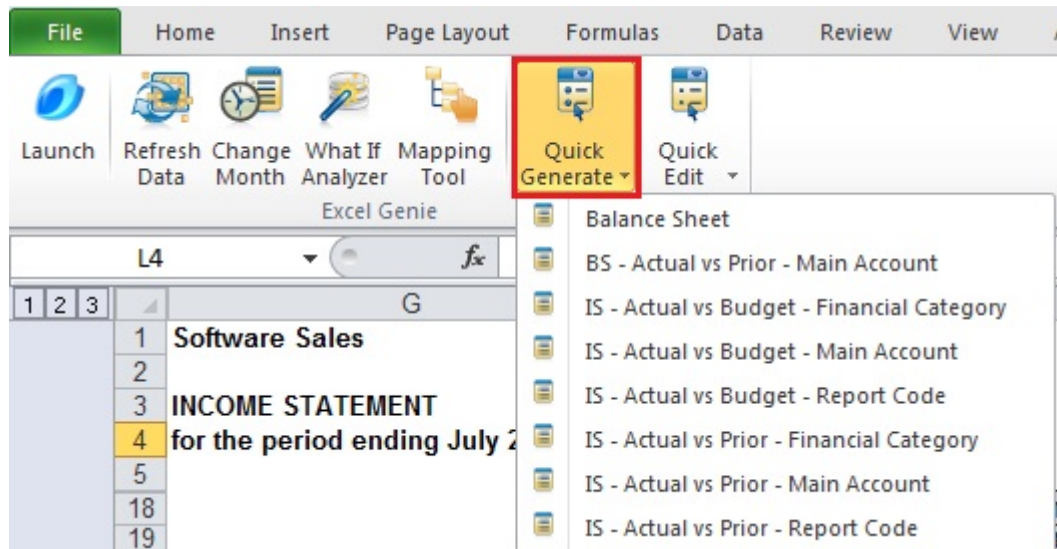 File Home Insert Page Layout Formulas Data Review View
Launch Refresh Data Change Month What If Analyzer Mapping Tool Quick Generate Quick Edit
Excel Genie
Balance Sheet
L4 fx
BS - Actual vs Prior - Main Account
1 2 3 G
IS - Actual vs Budget - Financial Category
1 Software Sales
IS - Actual vs Budget - Main Account
2
3 INCOME STATEMENT
IS - Actual vs Budget - Report Code
4 for the period ending July
IS - Actual vs Prior - Financial Category
5
IS - Actual vs Prior - Main Account
18
19
IS - Actual vs Prior - Report Code